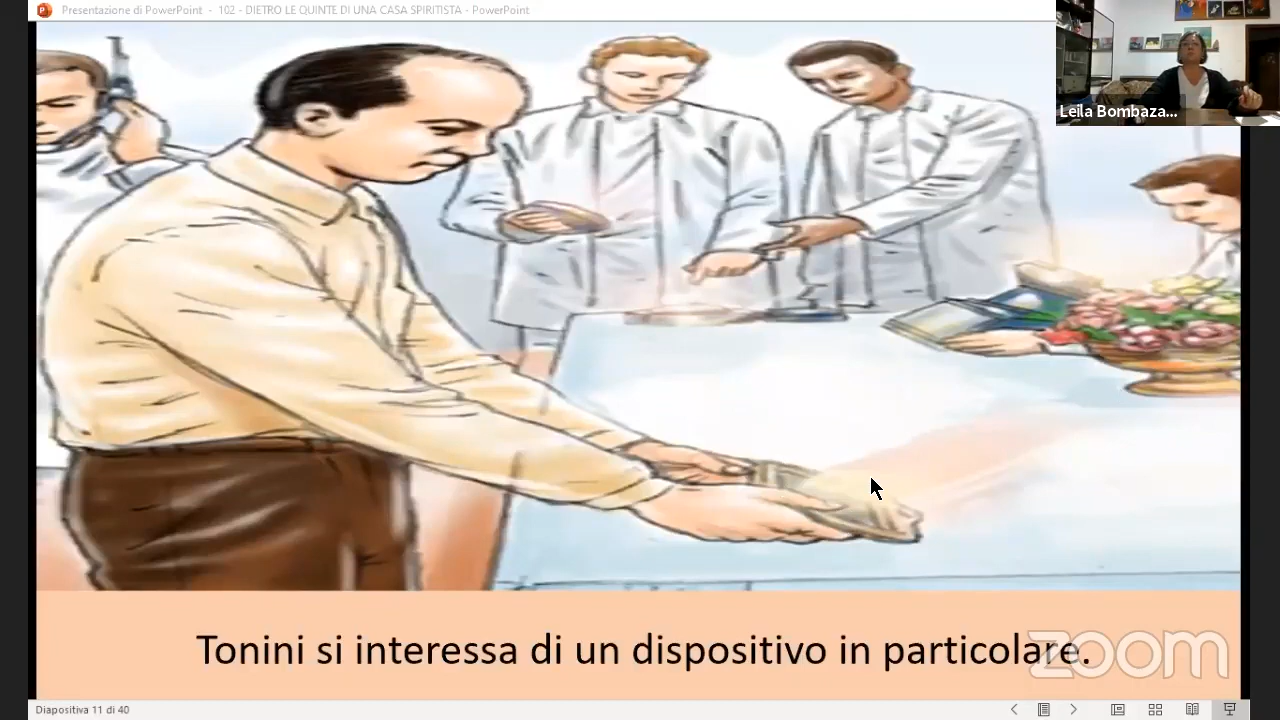 Presentazione di PowerPoint - 102 - DIETRO LE QUINTE DI UNA CASA SPIRITISTA - PowerPoint
Leila Bombaza...
Tonini si interessa di un dispositivo in particolare.
zoom
Diapositiva 11 di 40